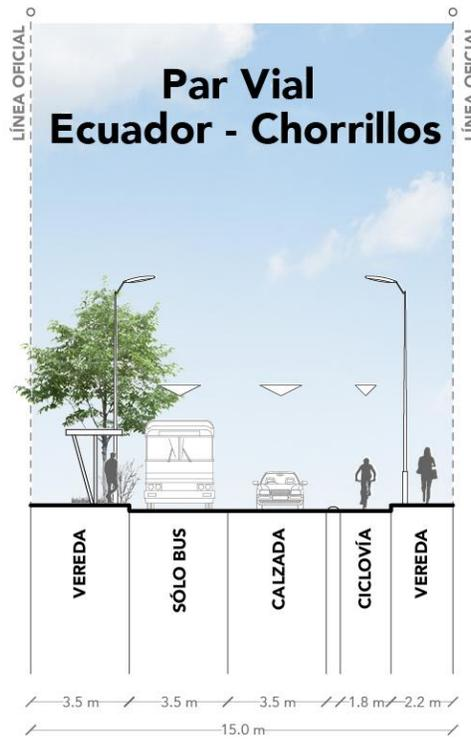 LÍNEA OFICIAL
LÍNEA OFICIAL
Par Vial
Ecuador - Chorrillos
VEREDA
SÓLO BUS
CALZADA
CICLOVÍA
VEREDA
3.5 m
3.5 m
3.5 m
1.8 m
2.2 m
15.0 m